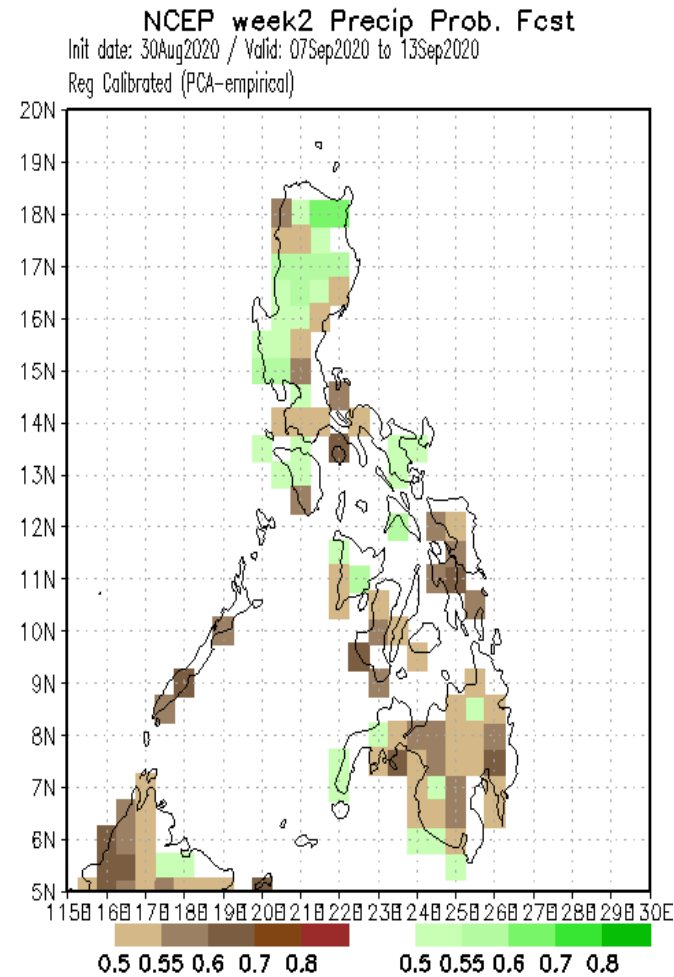 NCEP week2 Precip Prob. Fcst
Init date: 30Aug2020 / Valid: 07Sep2020 to 13Sep2020
Reg Calibrated (PCA-empirical)
20N
19N
18N
17N
16N
15N
14N
13N
12N
11N
10N
9N
8N
7N
6N
5N
0.5 0.55 0.6 0.7 0.8 0.5 0.55 0.6 0.7 0.8